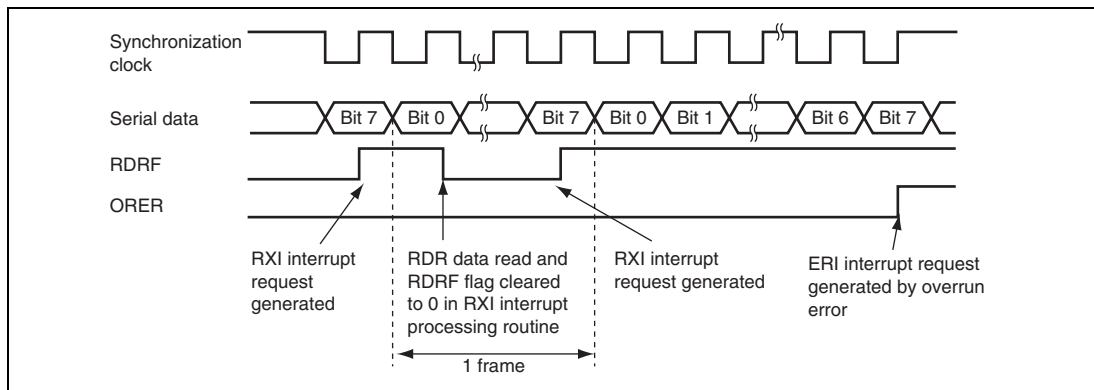 Synchronization
clock
Serial data
Bit 7
Bit 0
Bit 7
Bit 0
Bit 1
Bit 6
Bit 7
RDRF
ORER
RXI interrupt
request
generated
RDR data read and
RDRF flag cleared
to 0 in RXI interrupt
processing routine
RXI interrupt
request generated
ERI interrupt request
generated by overrun
error
1 frame